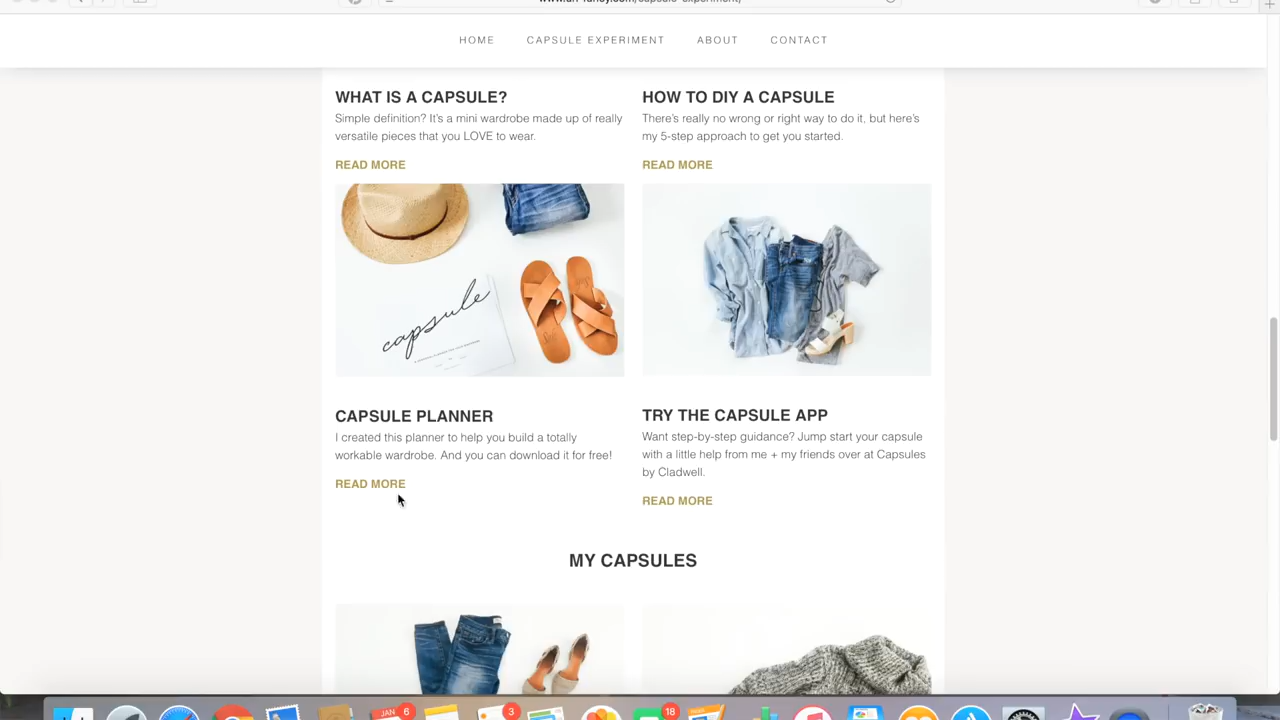 HOME CAPSULE EXPERIMENT ABOUT CONTACT
WHAT IS A CAPSULE?
Simple definition? It's a mini wardrobe made up of really
versatile pieces that you LOVE to wear.
READ MORE
HOW TO DIY A CAPSULE
There's really no wrong or right way to do it, but here's
my 5-step approach to get you started.
READ MORE
capsule
CAPSULE PLANNER
I created this planner to help you build a totally
workable wardrobe. And you can download it for free!
READ MORE
TRY THE CAPSULE APP
Want step-by-step guidance? Jump start your capsule
with a little help from me + my friends over at Capsules
by Cladwell.
READ MORE
MY CAPSULES
JAN 6
3
18